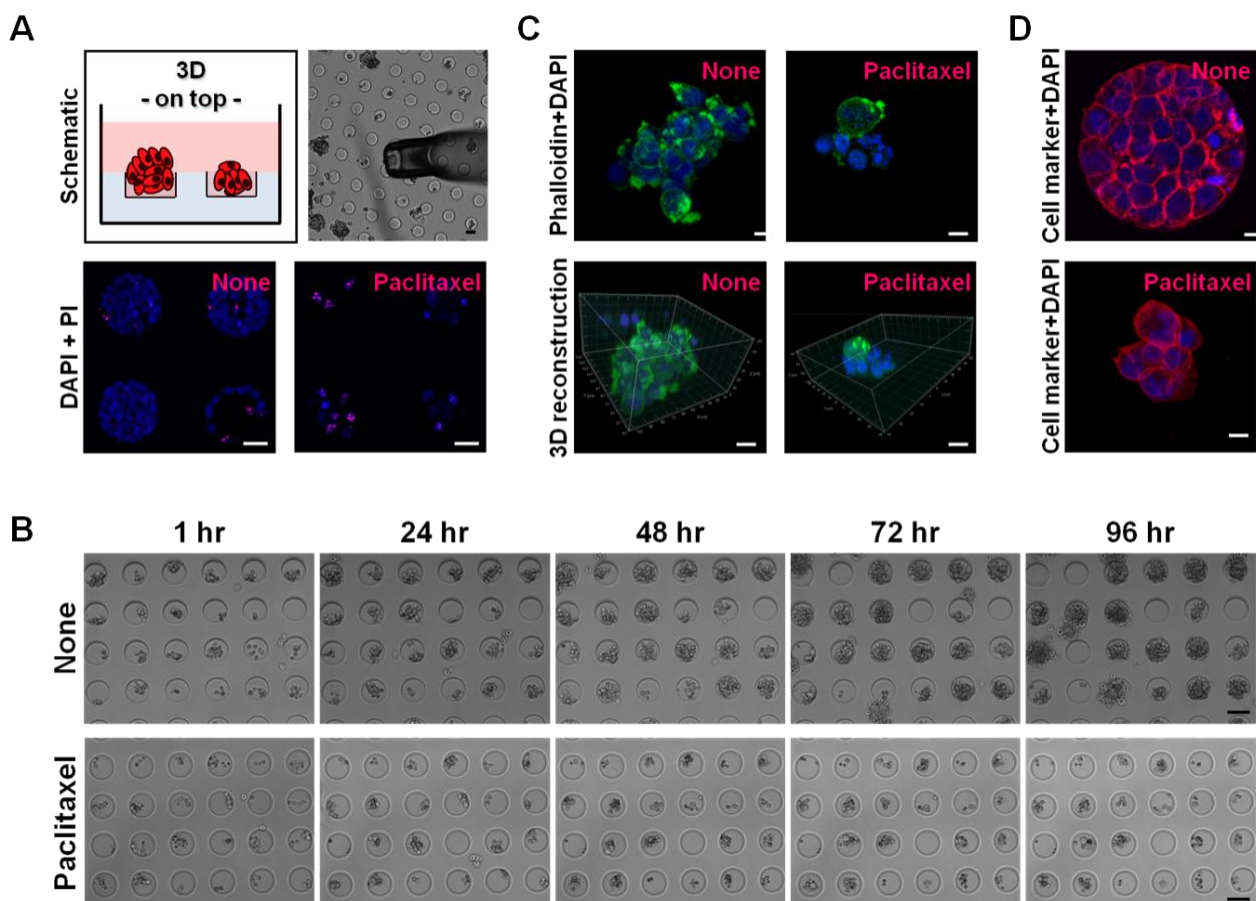 A
Schematic
3D
- on top -
DAPI + PI
None
Paclitaxel
C
Phalloidin+DAPI
None
Paclitaxel
3D reconstruction
None
Paclitaxel
D
Cell marker+DAPI
None
Cell marker+DAPI
Paclitaxel
B
1 hr
24 hr
48 hr
72 hr
96 hr
None
Paclitaxel